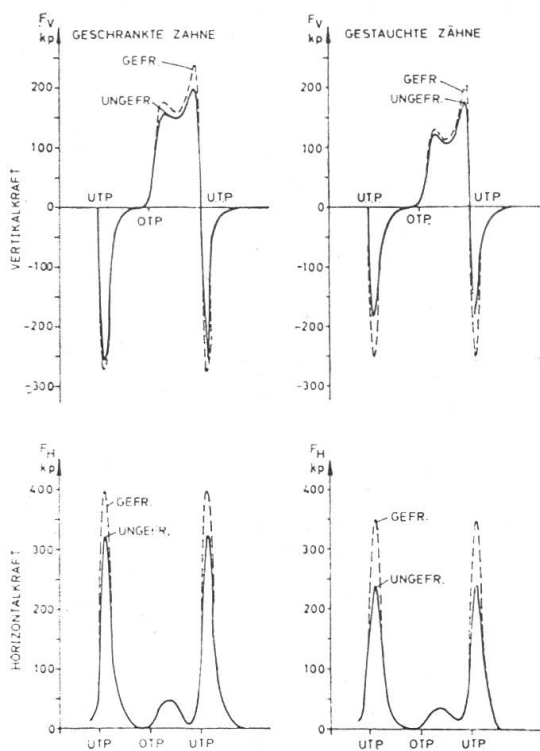 F_V
kp
GESCHRANKTE ZAHNE
GEFR.
UNGEFR.
200
100
0
-100
-200
-300
UTP
OTP.
UTP
VERTIKALKRAFT
F_V
kp
GESTAUCHTE ZÄHNE
GEFR.
UNGEFR.
200
100
0
-100
-200
-300
UTP
OTP.
UTP
F_H
kp
400
300
200
100
0
GEFR.
UNGEFR.
UTP
OTP
UTP
HORIZONTALKRAFT
F_H
kp
400
300
200
100
0
GEFR.
UNGEFR.
UTP
OTP
UTP